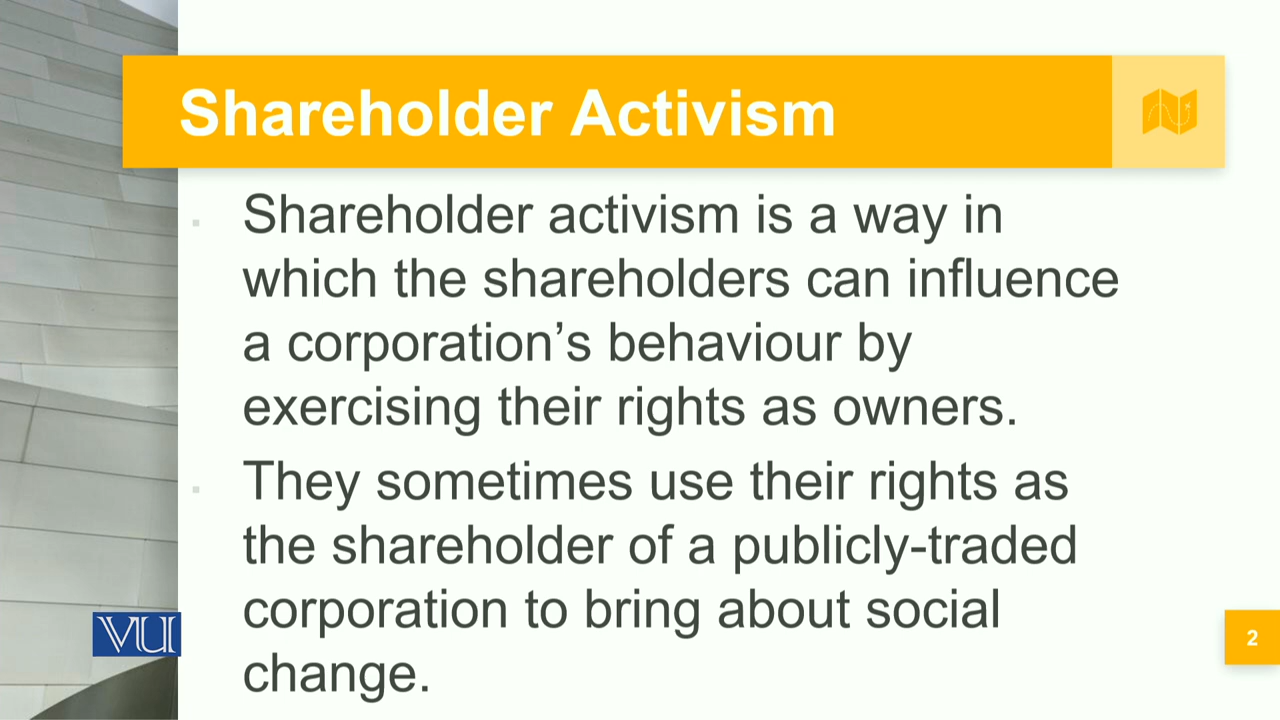 Shareholder Activism
Shareholder activism is a way in
which the shareholders can influence
a corporation’s behaviour by
exercising their rights as owners.
They sometimes use their rights as
the shareholder of a publicly-traded
corporation to bring about social
change.
VU
2